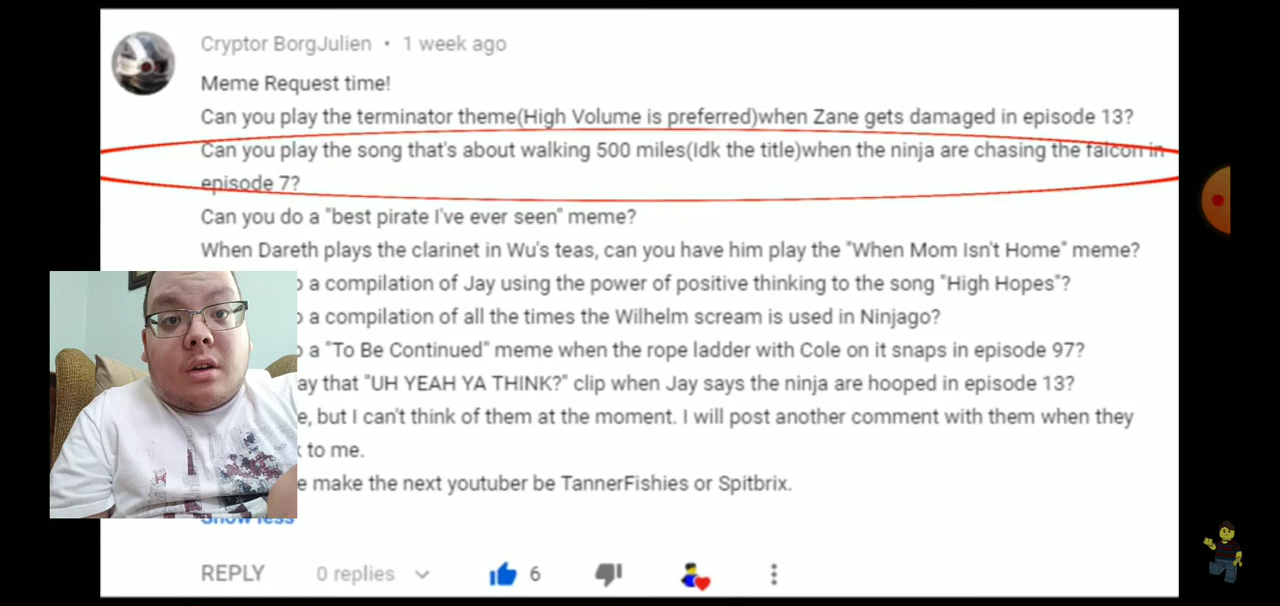 Cryptor BorgJulien • 1 week ago
Meme Request time!
Can you play the terminator theme(High Volume is preferred)when Zane gets damaged in episode 13?
Can you play the song that's about walking 500 miles(Idk the title)when the ninja are chasing the falcon in
episode 7?
Can you do a "best pirate I've ever seen" meme?
When Dareth plays the clarinet in Wu's teas, can you have him play the "When Mom Isn't Home" meme?
a compilation of Jay using the power of positive thinking to the song "High Hopes"?
a compilation of all the times the Wilhelm scream is used in Ninjago?
a "To Be Continued" meme when the rope ladder with Cole on it snaps in episode 97?
that "UH YEAH YA THINK?" clip when Jay says the ninja are hooped in episode 13?
but I can't think of them at the moment. I will post another comment with them when they
to me.
make the next youtuber be TannerFishies or Spitbrix.
Show less
REPLY 0 replies 6